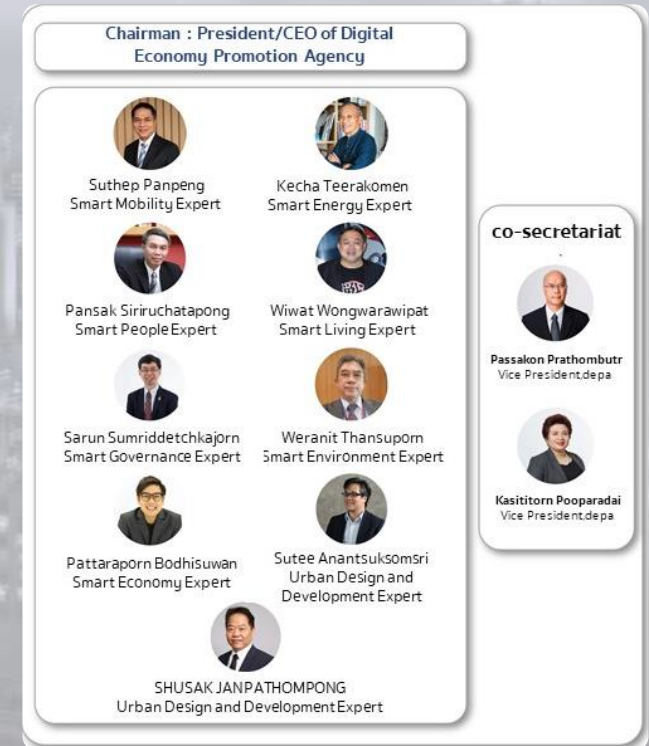 Chairman : President/CEO of Digital
Economy Promotion Agency
Suthep Panpeng
Smart Mobility Expert
Kecha Teerakomen
Smart Energy Expert
Pansak Siriruchatapong
Smart People Expert
Wiwat Wongwarawipat
Smart Living Expert
Sarun Sumriddetchkajorn
Smart Governance Expert
Weranit Thansuporn
Smart Environment Expert
Pattaraporn Bodhisuwan
Smart Economy Expert
Sutee Anantsuksomsri
Urban Design and
Development Expert
SHUSAK JANPATHOMPONG
Urban Design and Development Expert
co-secretariat
Passakon Prathombutr
Vice President,depa
Kasititorn Pooparadai
Vice President,depa